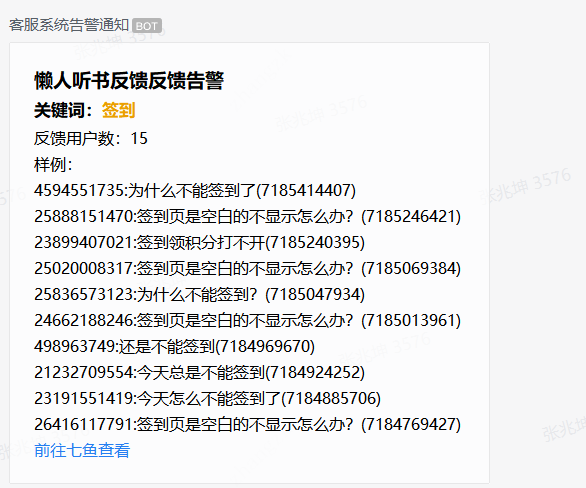 客服系统告警通知 BOT
懒人听书反馈反馈告警
关键词：签到
反馈用户数：15
样例：
4594551735:为什么不能签到了(7185414407)
25888151470:签到页是空白的不显示怎么办？(7185246421)
23899407021:签到领积分打不开(7185240395)
25020008317:签到页是空白的不显示怎么办？(7185069384)
25836573123:为什么不能签到？(7185047934)
24662188246:签到页是空白的不显示怎么办？(7185013961)
498963749:还是不能签到(7184969670)
21232709554:今天总是不能签到(7184924252)
23191551419:今天怎么不能签到了(7184885706)
26416117791:签到页是空白的不显示怎么办？(7184769427)
前往七鱼查看
张兆坤 3576